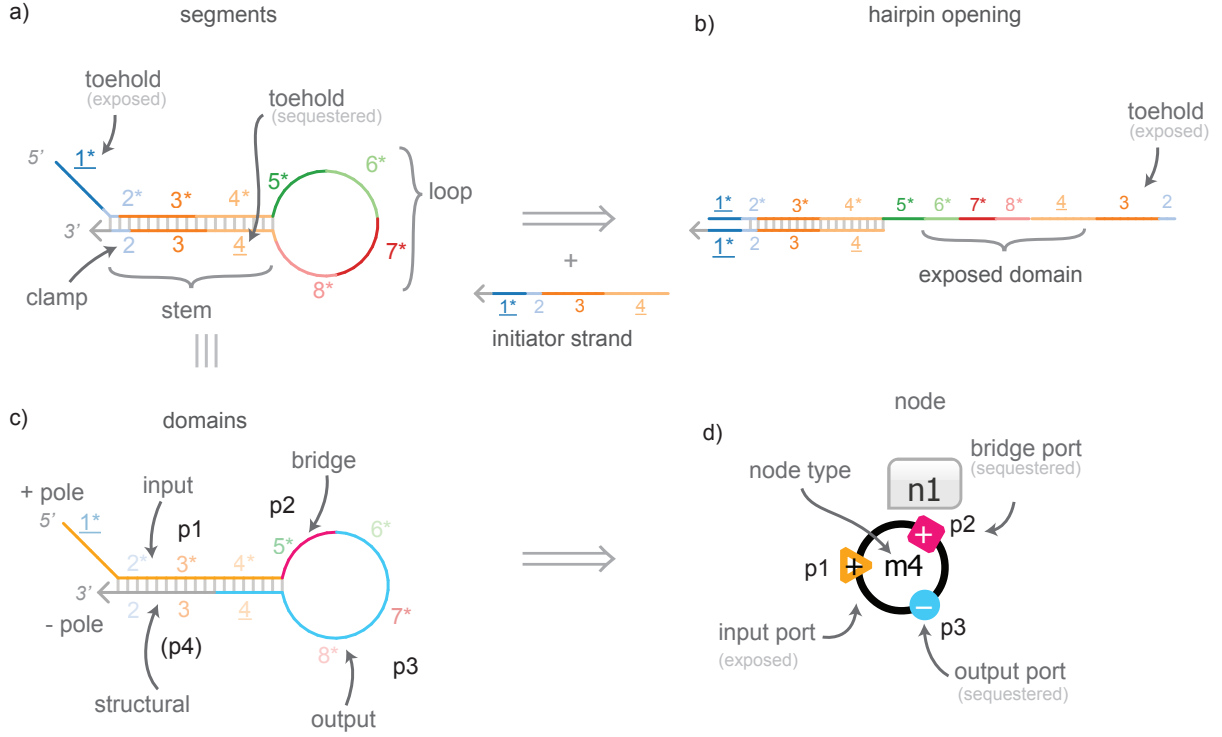 a)
segments
toehold
(exposed)
toehold
(sequestered)
5'
1*
2*
3*
4*
5*
6*
7*
8*
loop
3'
2
3
4
clamp
stem
+
1*
2
3
4
initiator strand
b)
hairpin opening
toehold
(exposed)
1*
2*
3*
4*
5*
6*
7*
8*
4
3
2
1*
2
3
4
exposed domain
c)
domains
+ pole
5'
1*
input
p1
bridge
p2
2*
3*
4*
5*
6*
7*
8*
3'
- pole
2
3
4
(p4)
structural
p3
output
node
d)
node type
bridge port
(sequestered)
n1
+
p2
p1
+
m4
–
p3
input port
(exposed)
output port
(sequestered)